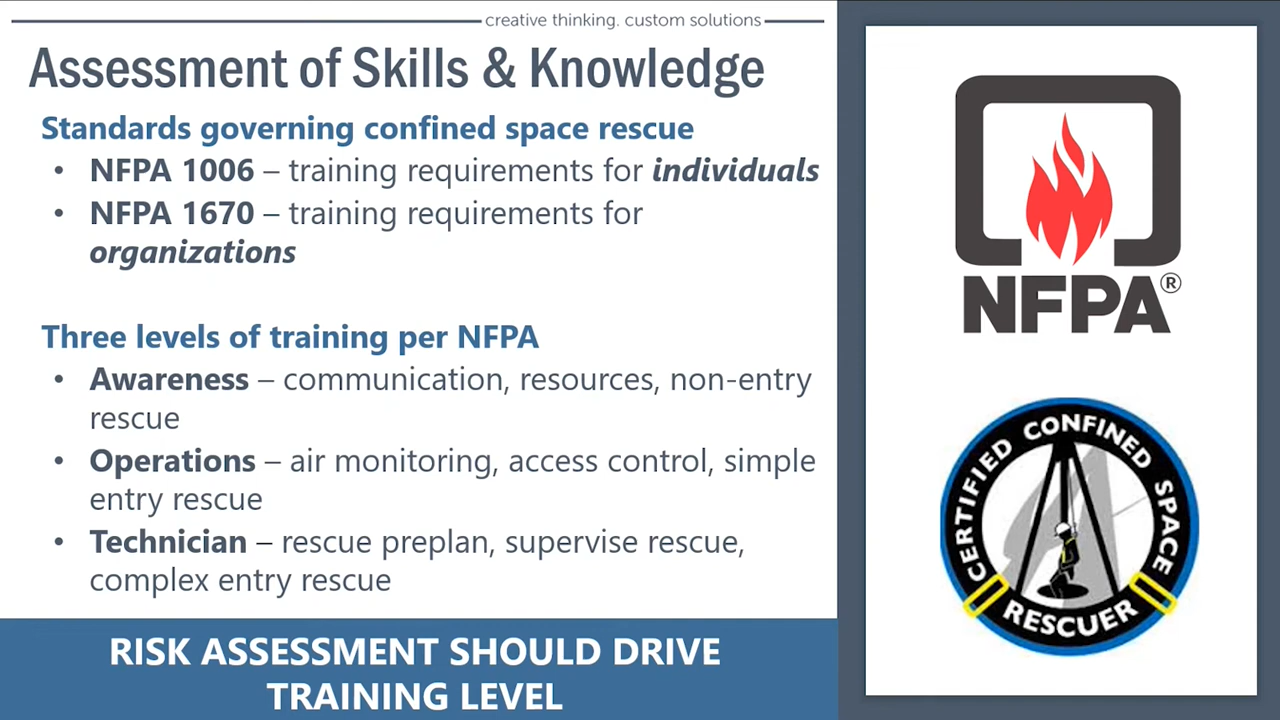 creative thinking. custom solutions
Assessment of Skills & Knowledge
Standards governing confined space rescue
• NFPA 1006 – training requirements for individuals
• NFPA 1670 – training requirements for
organizations
Three levels of training per NFPA
• Awareness – communication, resources, non-entry
rescue
• Operations – air monitoring, access control, simple
entry rescue
• Technician – rescue preplan, supervise rescue,
complex entry rescue
RISK ASSESSMENT SHOULD DRIVE
TRAINING LEVEL
NFPA®
CERTIFIED CONFINED SPACE
RESCUER